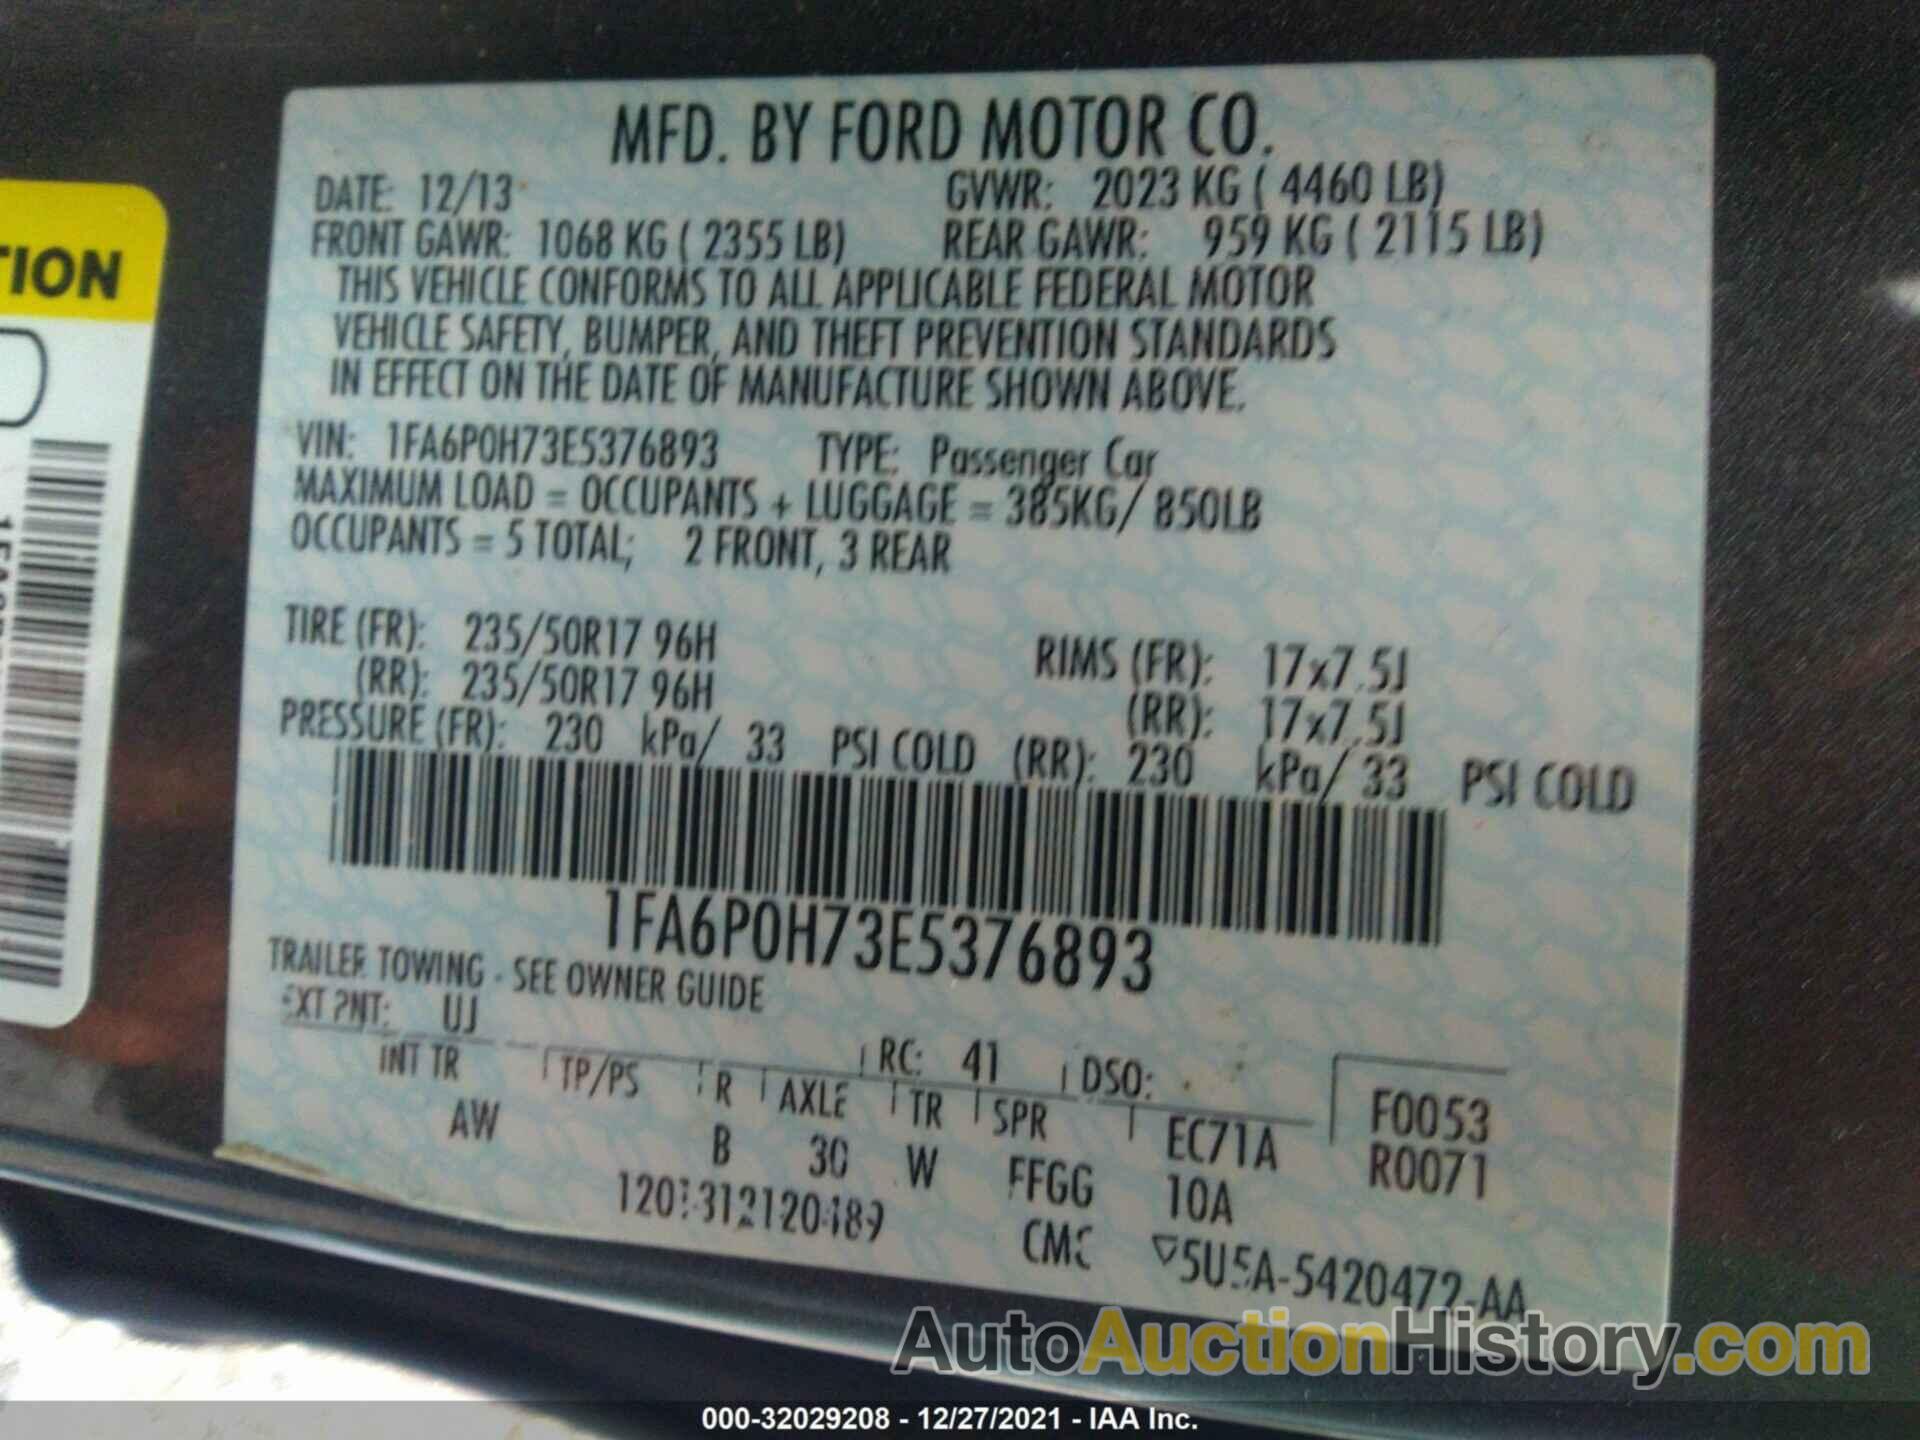 MFD. BY FORD MOTOR CO.
DATE: 12/13 GVWR: 2023 KG ( 4460 LB)
FRONT GAWR: 1068 KG ( 2355 LB) REAR GAWR: 959 KG ( 2115 LB)
THIS VEHICLE CONFORMS TO ALL APPLICABLE FEDERAL MOTOR
VEHICLE SAFETY, BUMPER, AND THEFT PREVENTION STANDARDS
IN EFFECT ON THE DATE OF MANUFACTURE SHOWN ABOVE.
VIN: 1FA6P0H73E5376893 TYPE: Passenger Car
MAXIMUM LOAD = OCCUPANTS + LUGGAGE = 385KG/ 850LB
OCCUPANTS = 5 TOTAL; 2 FRONT, 3 REAR
TIRE (FR): 235/50R17 96H RIMS (FR): 17x7.5J
(RR): 235/50R17 96H (RR): 17x7.5J
PRESSURE (FR): 230 kPa/ 33 PSI COLD (RR): 230 kPa/ 33 PSI COLD
1FA6P0H73E5376893
TRAILER TOWING - SEE OWNER GUIDE
EXT PNT: UJ RC: 41 DSO:
INT TR TP/PS R AXLE TR SPR EC71A F0053
AW B 30 W FFGG 10A R0071
CMC ▽5U5A-5420472-AA
TION
AutoAuctionHistory.com
000-32029208 - 12/27/2021 - IAA Inc.